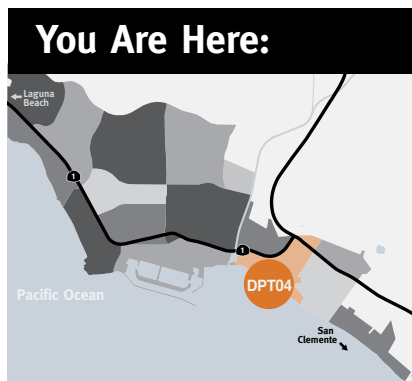 You Are Here:
Laguna
Beach
1
1
DPT04
Pacific Ocean
San
Clemente